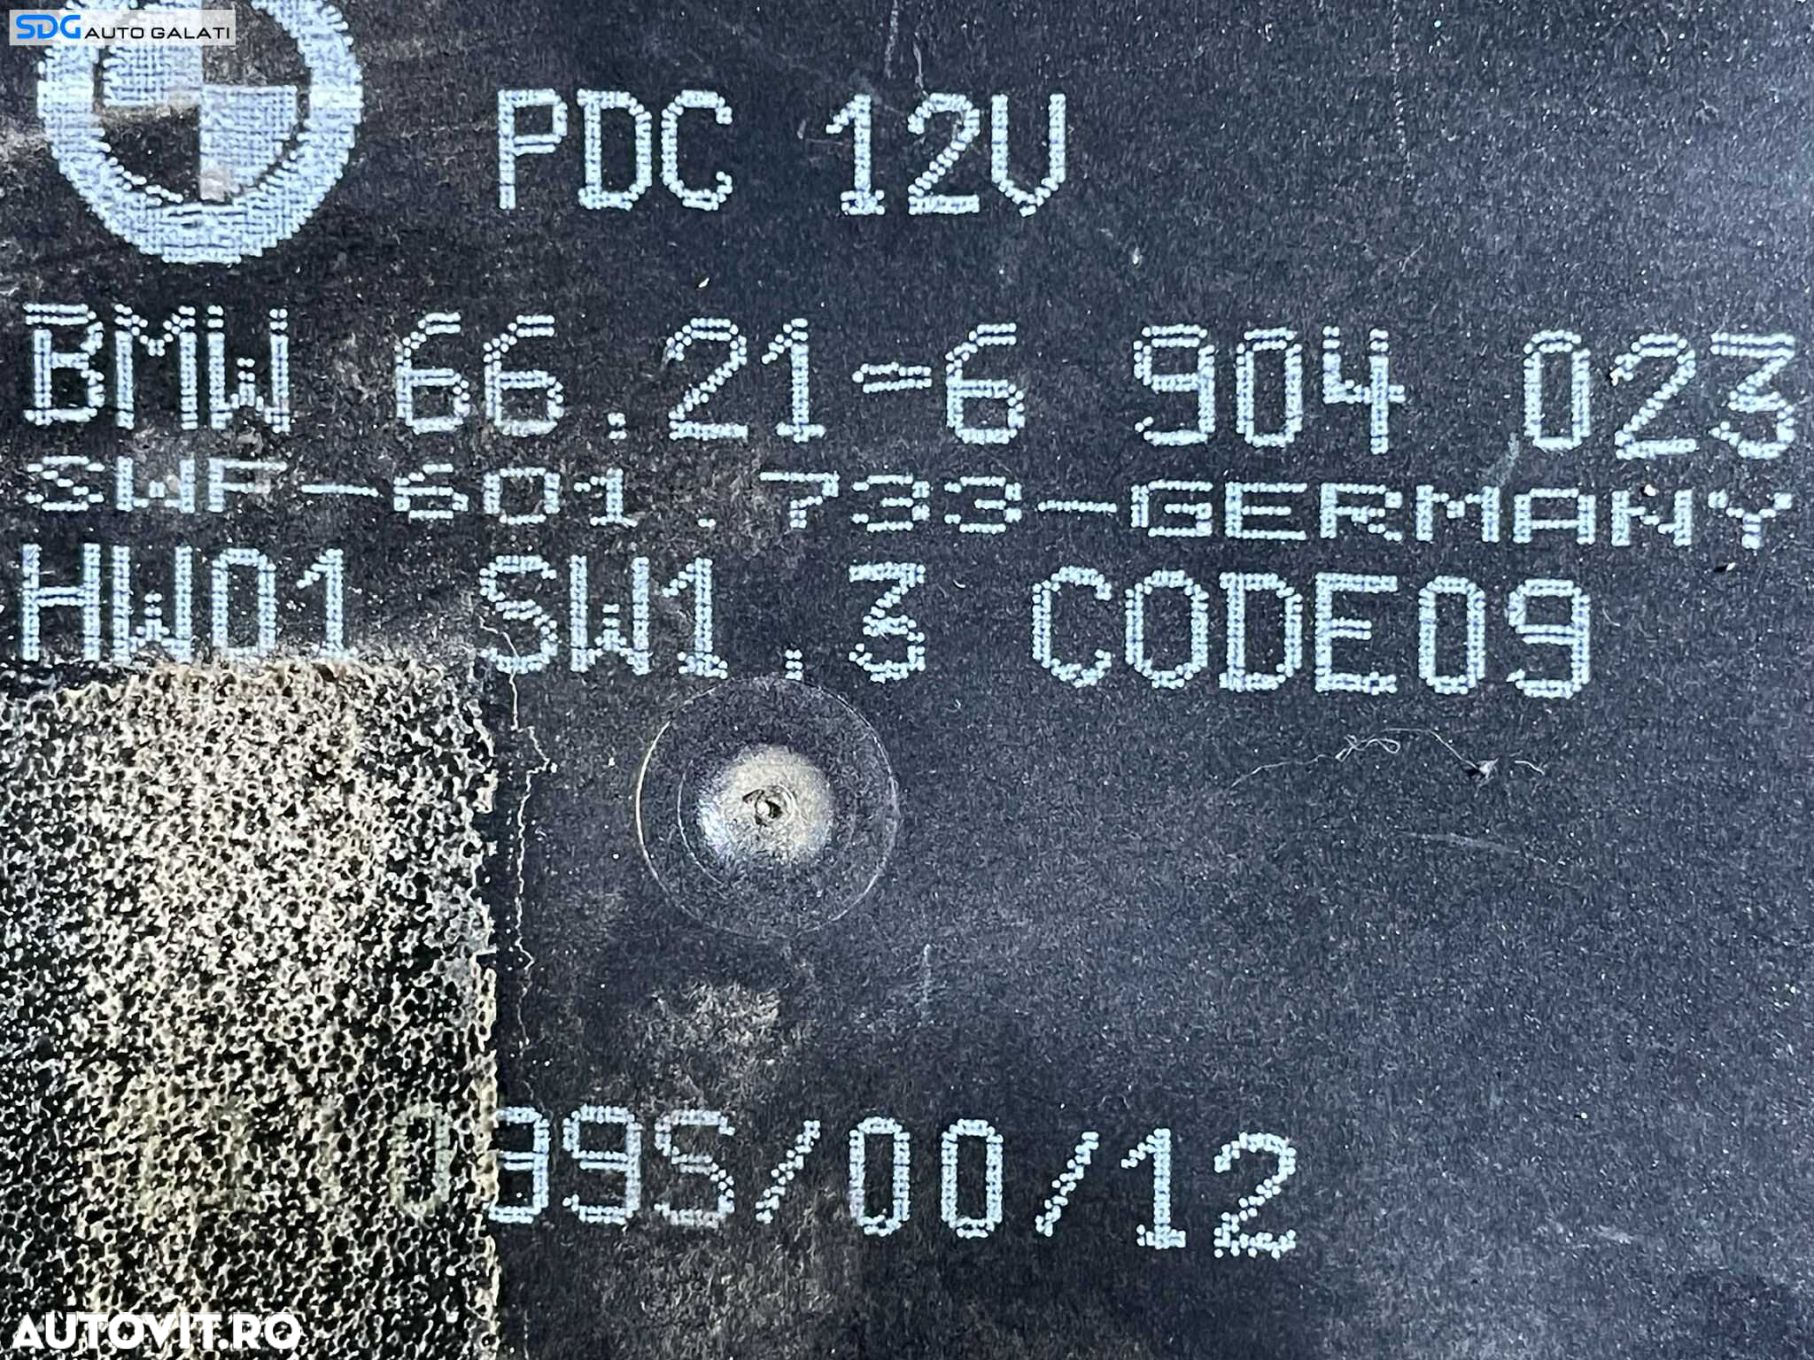 SDG AUTO GALATI
PDC 12V
BMW 66.21-6 904 023
SWF-601.733-GERMANY
HW01 SW1.3 CODE09
099S/00/12
AUTOVIT.RO